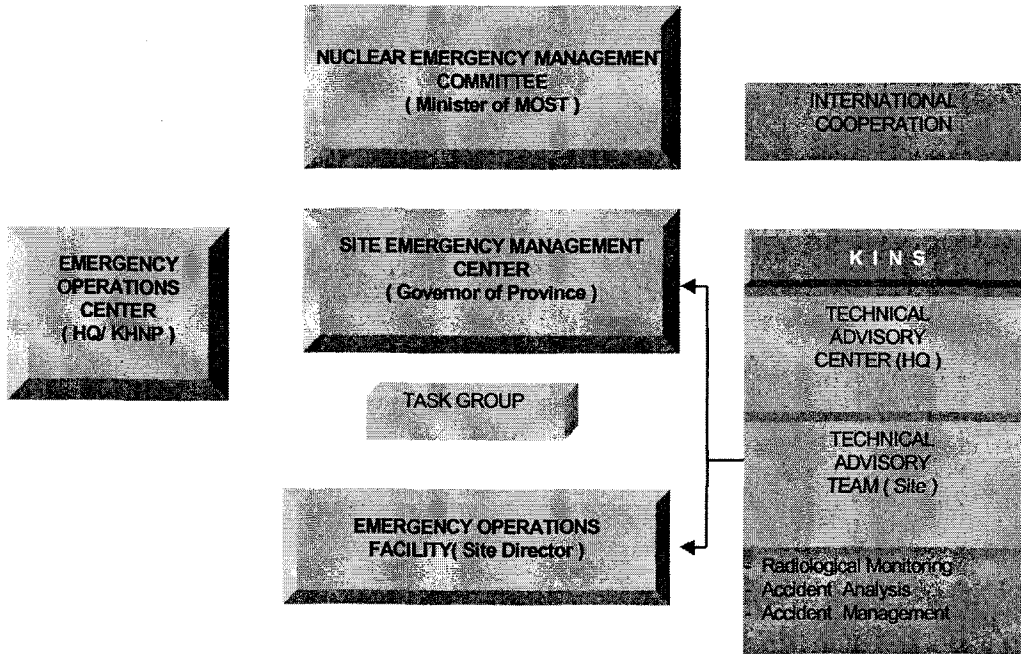 NUCLEAR EMERGENCY MANAGEMENT
COMMITTEE
( Minister of MOST )
INTERNATIONAL
COOPERATION
EMERGENCY
OPERATIONS
CENTER
( HQ/ KHNP )
SITE EMERGENCY MANAGEMENT
CENTER
( Governor of Province )
KINS
TECHNICAL
ADVISORY
CENTER (HQ )
TASK GROUP
TECHNICAL
ADVISORY
TEAM ( Site )
EMERGENCY OPERATIONS
FACILITY( Site Director )
- Radiological Monitoring
- Accident Analysis
- Accident Management